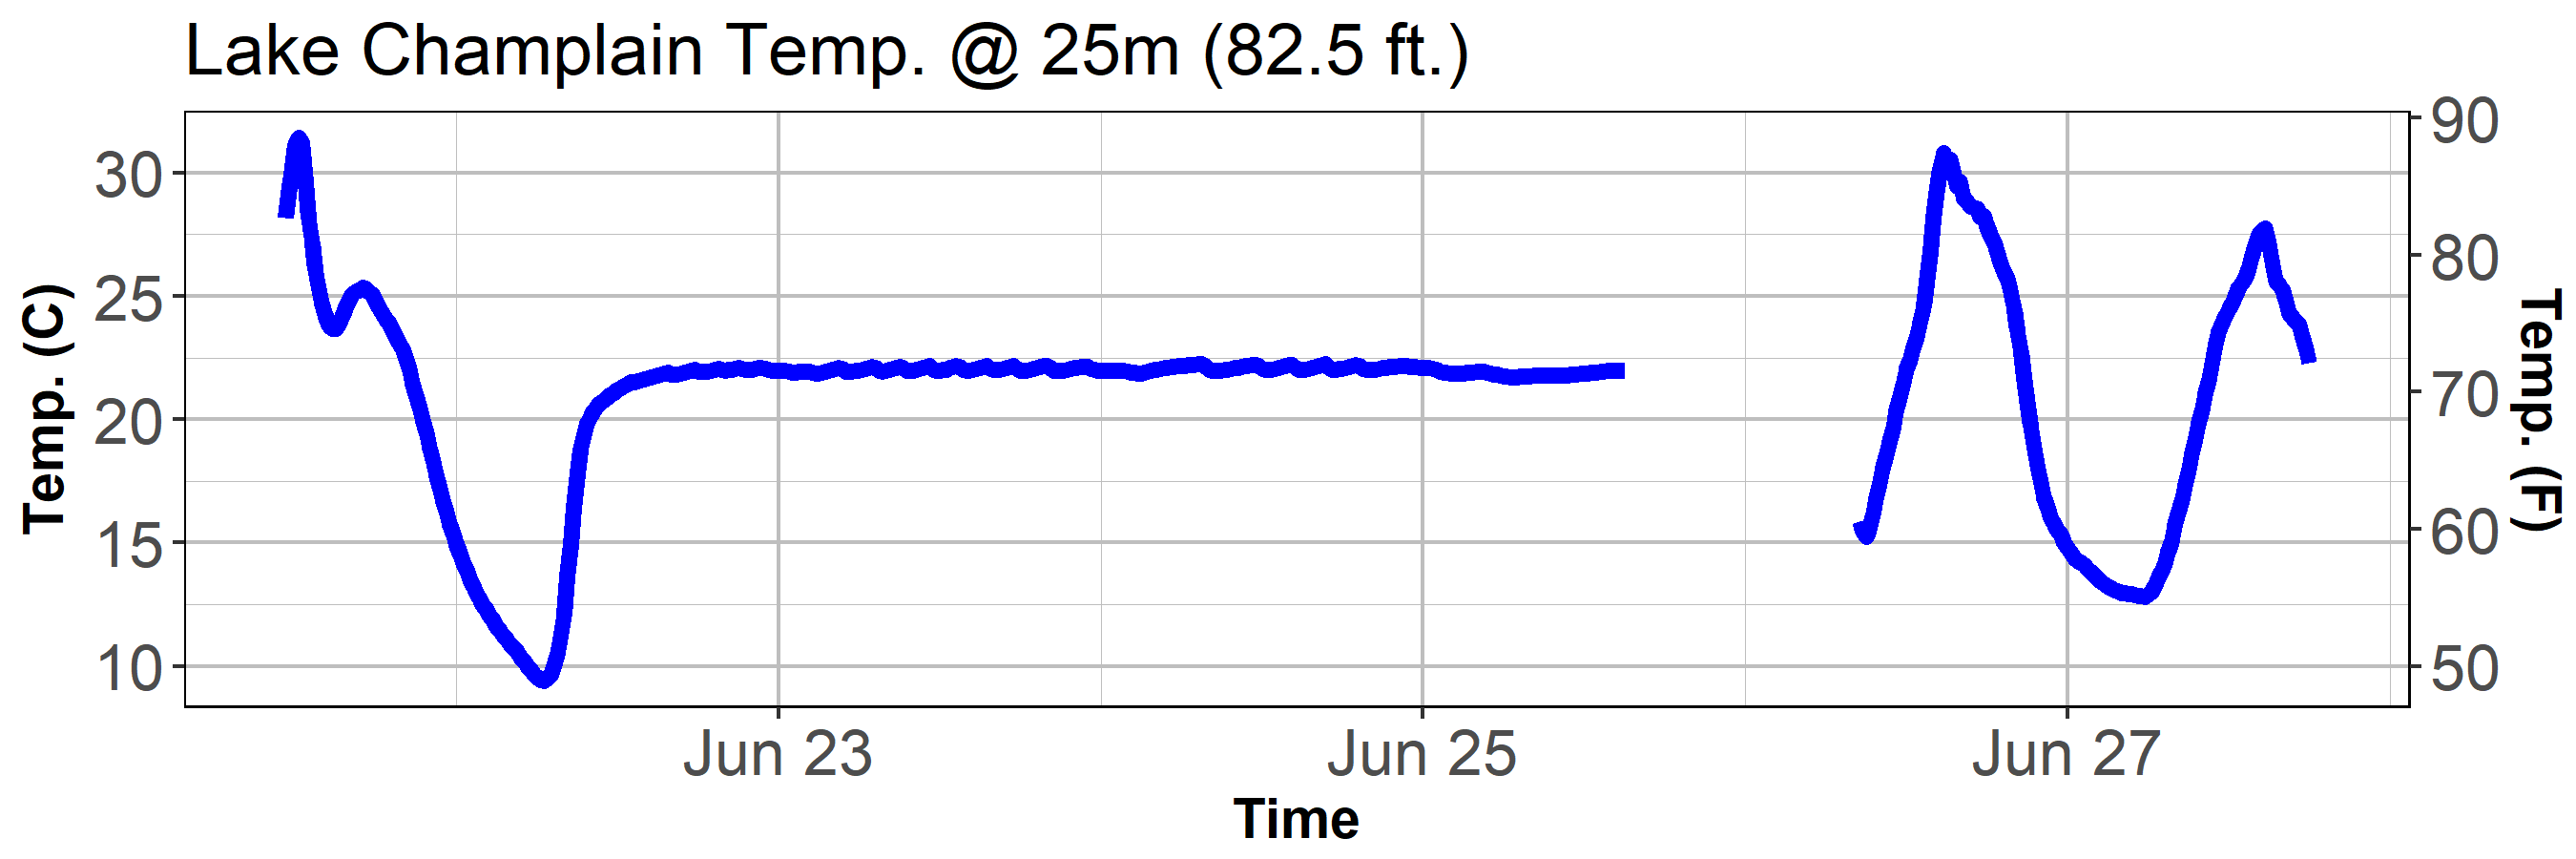 Lake Champlain Temp. @ 25m (82.5 ft.)
Temp. (C)
30
25
20
15
10
90
80
70
60
50
Temp. (F)
Jun 23
Jun 25
Jun 27
Time